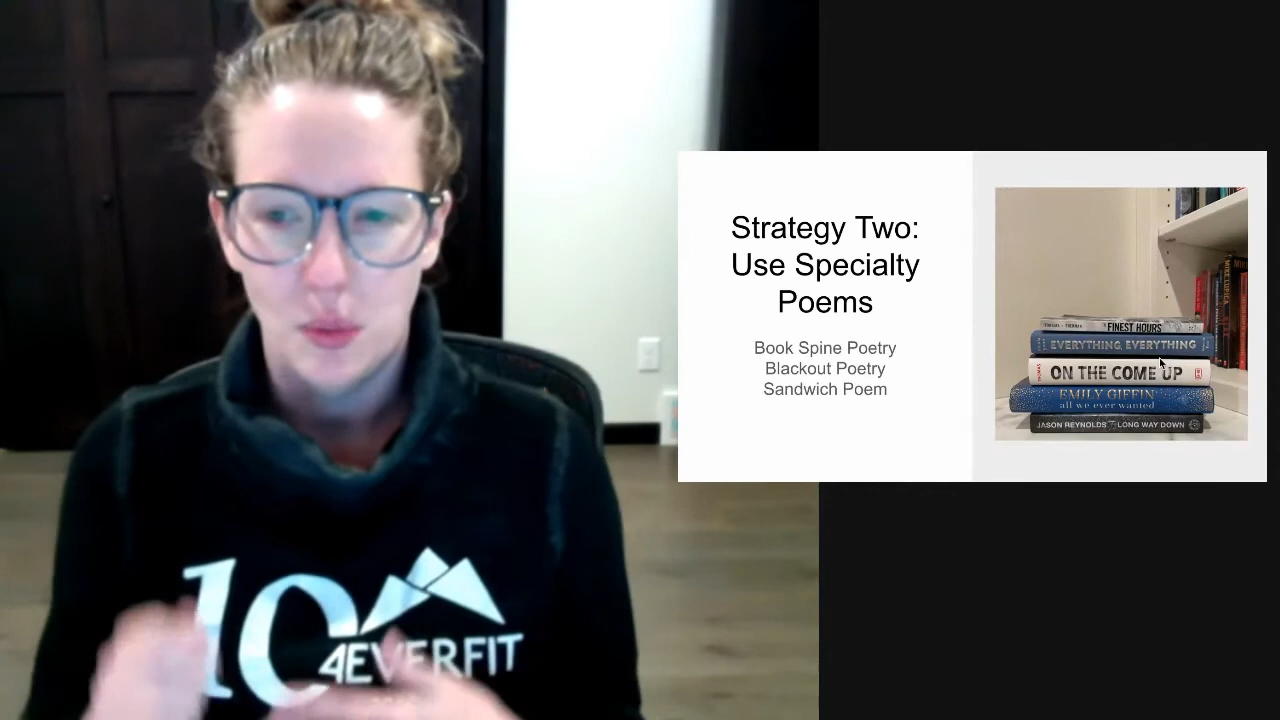 10
4EVERFIT
Strategy Two:
Use Specialty
Poems
Book Spine Poetry
Blackout Poetry
Sandwich Poem
FINEST HOURS
EVERYTHING, EVERYTHING
ON THE COME UP
EMILY GIFFIN
all we ever wanted
JASON REYNOLDS LONG WAY DOWN